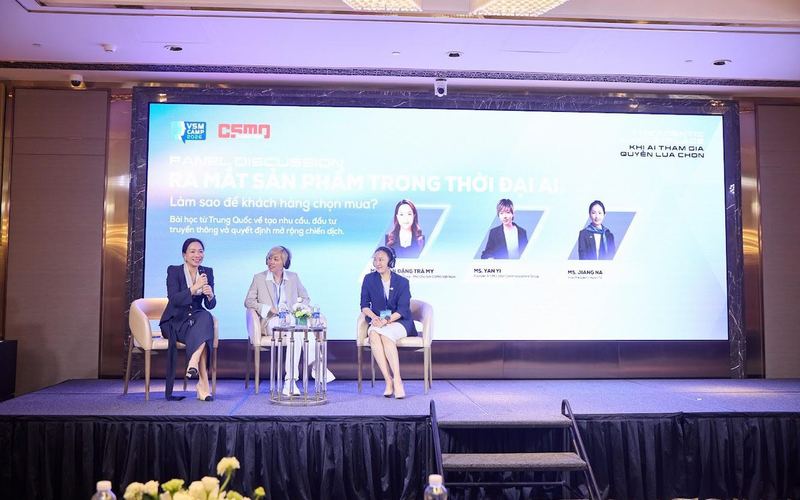 VSM
CAMP
2026
CSMO
PANEL DISCUSSION
RA MẮT SẢN PHẨM TRONG THỜI ĐẠI AI
Làm sao để khách hàng chọn mua?
Bài học từ Trung Quốc về tạo nhu cầu, đầu tư
truyền thông và quyết định mở rộng chiến dịch.
KHI AI THAM GIA
QUYỀN LỰA CHỌN
ĐẶNG TRÀ MY
MS. YAN YI
MS. JIANG NA